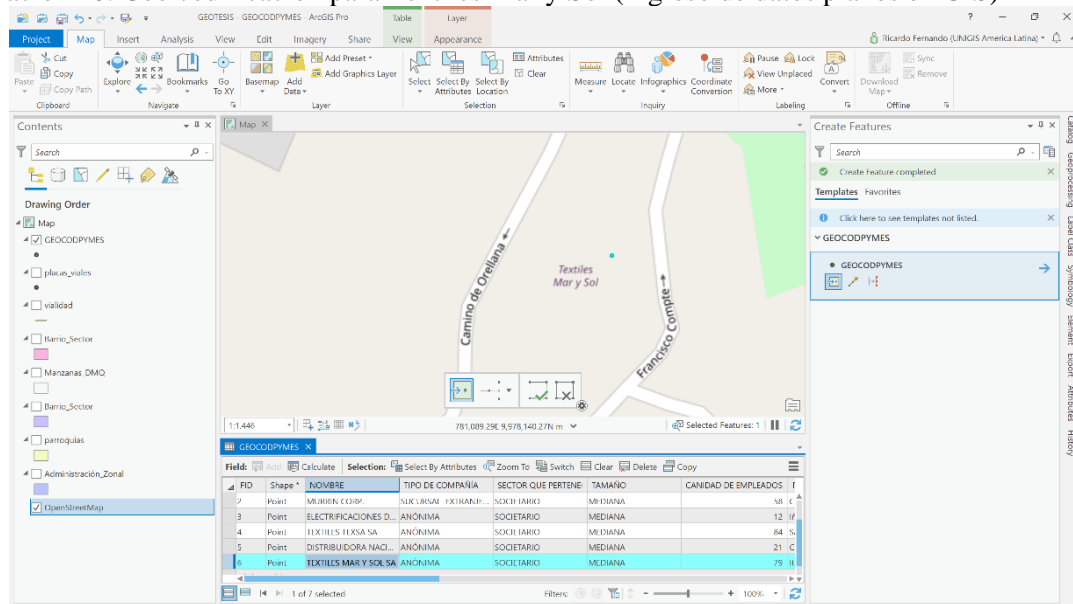 GEOTESIS - GEOCODPYMES - ArcGIS Pro
Table Layer
? — X
Project Map Insert Analysis View Edit Imagery Share View Appearance
Ricardo Fernando (UNIGIS America Latina)
Paste
Cut
Copy
Copy Path
Explore
Bookmarks
Go To XY
Basemap
Add Data
Add Preset
Add Graphics Layer
Select
Select By Attributes
Select By Location
Attributes
Clear
Measure
Locate
Infographics
Coordinate Conversion
Pause
Lock
View Unplaced
More
Convert
Download Map
Sync
Remove
Clipboard Navigate Layer Selection Inquiry Labeling Offline
Contents
Search
Drawing Order
Map
GEOCODPYMES
placas_viales
vialidad
Barrio_Sector
Manzanas_DMQ
Barrio_Sector
parroquias
Administración_Zonal
OpenStreetMap
Map
Camino de Orellana
Textiles
Mar y Sol
Francisco Compte
1:1,446
781,089.29E 9,978,140.27N m
Selected Features: 1
GEOCODPYMES
Field: Add Calculate Selection: Select By Attributes Zoom To Switch Clear Delete Copy
FID Shape * NOMBRE TIPO DE COMPAÑÍA SECTOR QUE PERTENE TAMAÑO CANIDAD DE EMPLEADOS
2 Point MURRIN CORP. SUCURSAL EXTRANJE... SOCIETARIO MEDIANA 58
3 Point ELECTRIFICACIONES D... ANÓNIMA SOCIETARIO MEDIANA 12
4 Point TEXTILES TEXSA SA ANÓNIMA SOCIETARIO MEDIANA 84
5 Point DISTRIBUIDORA NACI... ANÓNIMA SOCIETARIO MEDIANA 21
6 Point TEXTILES MAR Y SOL SA ANÓNIMA SOCIETARIO MEDIANA 79
1 of 7 selected
Filters:
100%
Create Features
Search
Create Feature completed
Templates Favorites
Click here to see templates not listed.
GEOCODPYMES
GEOCODPYMES
Catalog
Geoprocessing
Label Class
Symbology
Element
Export
Attributes
History